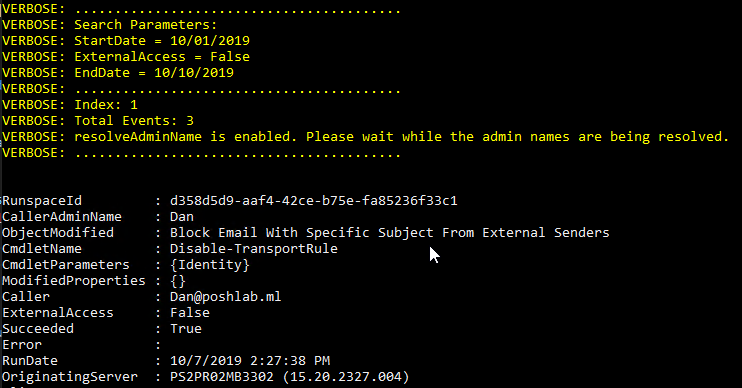 VERBOSE: ........................................
VERBOSE: Search Parameters:
VERBOSE: StartDate = 10/01/2019
VERBOSE: ExternalAccess = False
VERBOSE: EndDate = 10/10/2019
VERBOSE: ........................................
VERBOSE: Index: 1
VERBOSE: Total Events: 3
VERBOSE: resolveAdminName is enabled. Please wait while the admin names are being resolved.
VERBOSE: ........................................
RunspaceId : d358d5d9-aaf4-42ce-b75e-fa85236f33c1
CallerAdminName : Dan
ObjectModified : Block Email With Specific Subject From External Senders
CmdletName : Disable-TransportRule
CmdletParameters : {Identity}
ModifiedProperties : {}
Caller : Dan@poshlab.ml
ExternalAccess : False
Succeeded : True
Error :
RunDate : 10/7/2019 2:27:38 PM
OriginatingServer : PS2PR02MB3302 (15.20.2327.004)